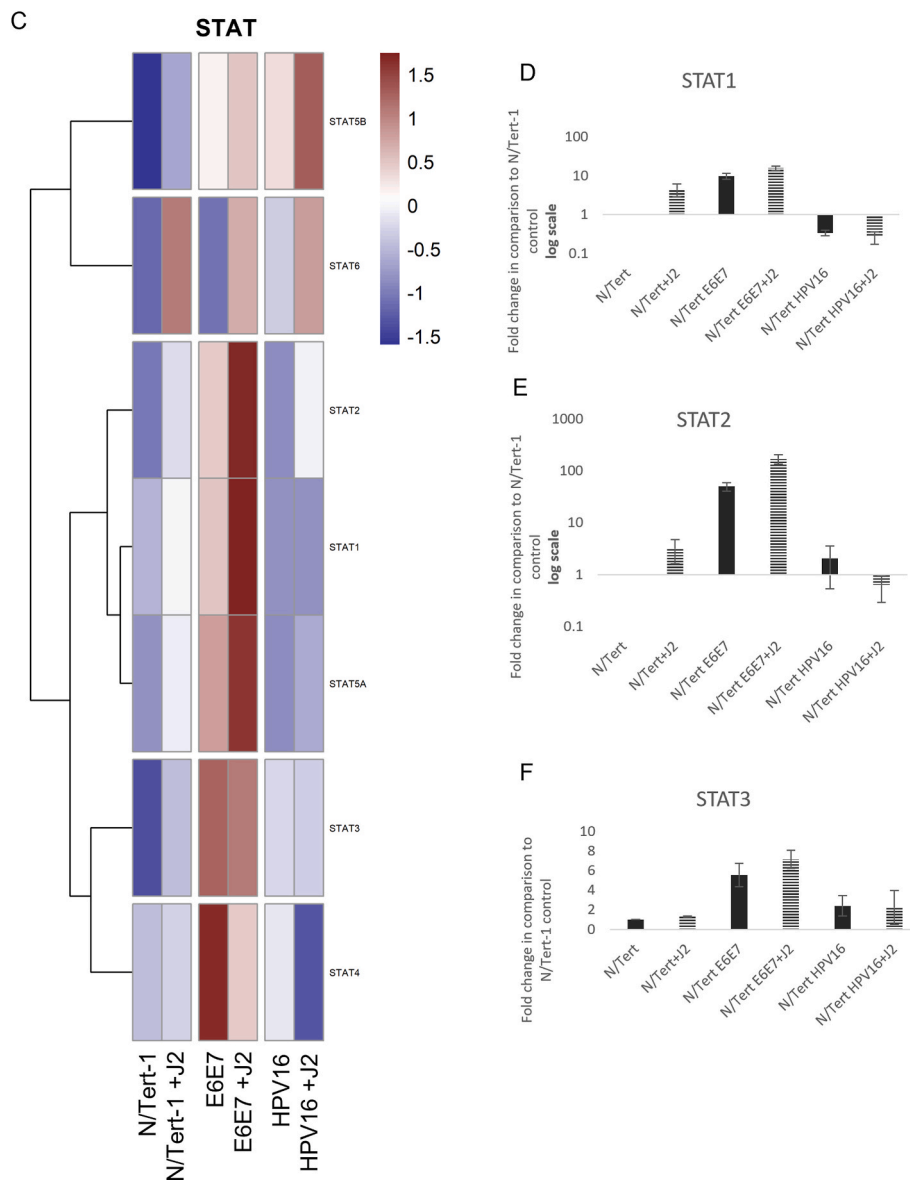 C
STAT
1.5
1
0.5
0
-0.5
-1
-1.5
STAT5B
STAT6
STAT2
STAT1
STAT5A
STAT3
STAT4
N/Tert-1
N/Tert-1 +J2
E6E7
E6E7 +J2
HPV16
HPV16 +J2
D
STAT1
Fold change in comparison to N/Tert-1
control
log scale
100
10
1
0.1
N/Tert
N/Tert+J2
N/Tert E6E7
N/Tert E6E7+J2
N/Tert HPV16
N/Tert HPV16+J2
E
STAT2
Fold change in comparison to N/Tert-1
control
log scale
1000
100
10
1
0.1
N/Tert
N/Tert+J2
N/Tert E6E7
N/Tert E6E7+J2
N/Tert HPV16
N/Tert HPV16+J2
F
STAT3
Fold change in comparison to
N/Tert-1 control
10
8
6
4
2
0
N/Tert
N/Tert+J2
N/Tert E6E7
N/Tert E6E7+J2
N/Tert HPV16
N/Tert HPV16+J2